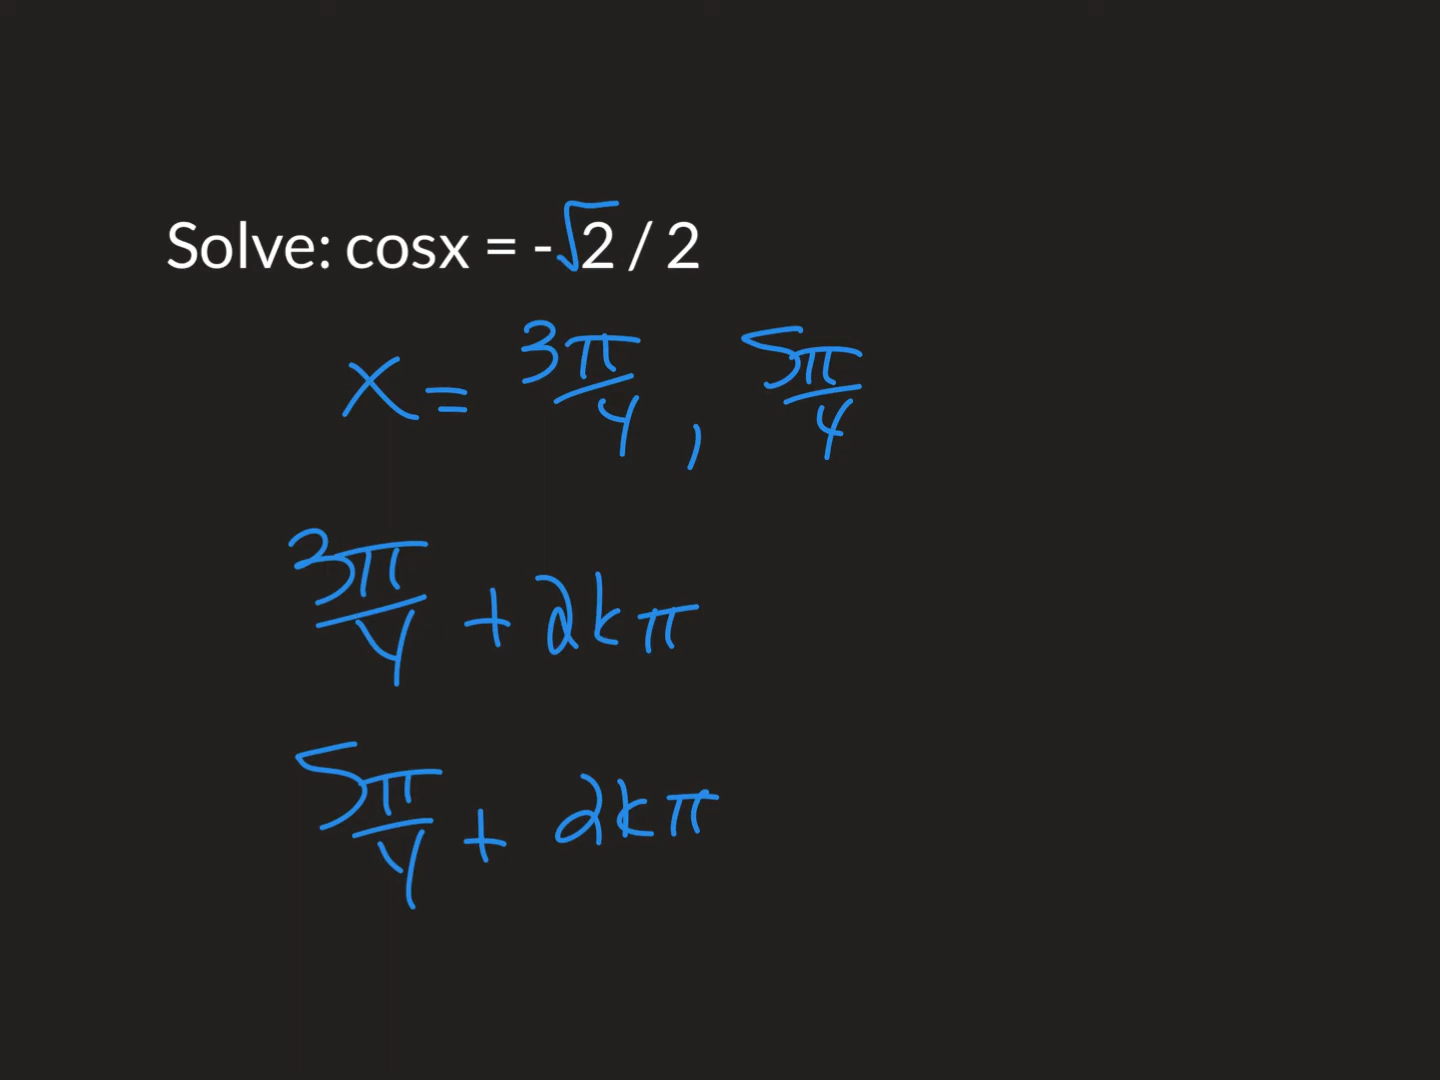 Solve: cosx = -√2 / 2
x = 3π/4 , 5π/4
3π/4 + 2kπ
5π/4 + 2kπ